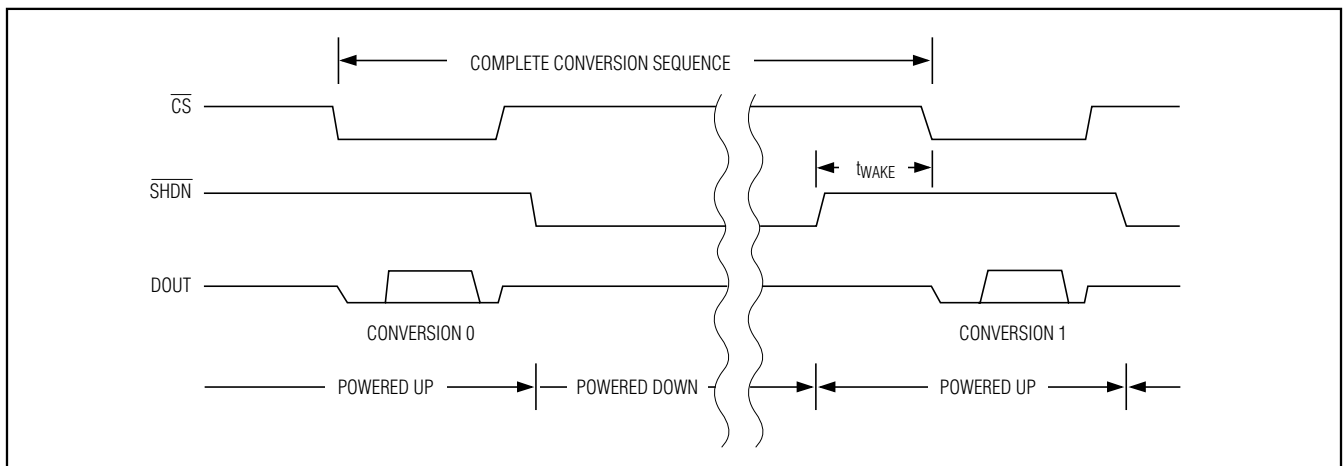 COMPLETE CONVERSION SEQUENCE
CS
tWAKE
SHDN
DOUT
CONVERSION 0
CONVERSION 1
POWERED UP
POWERED DOWN
POWERED UP